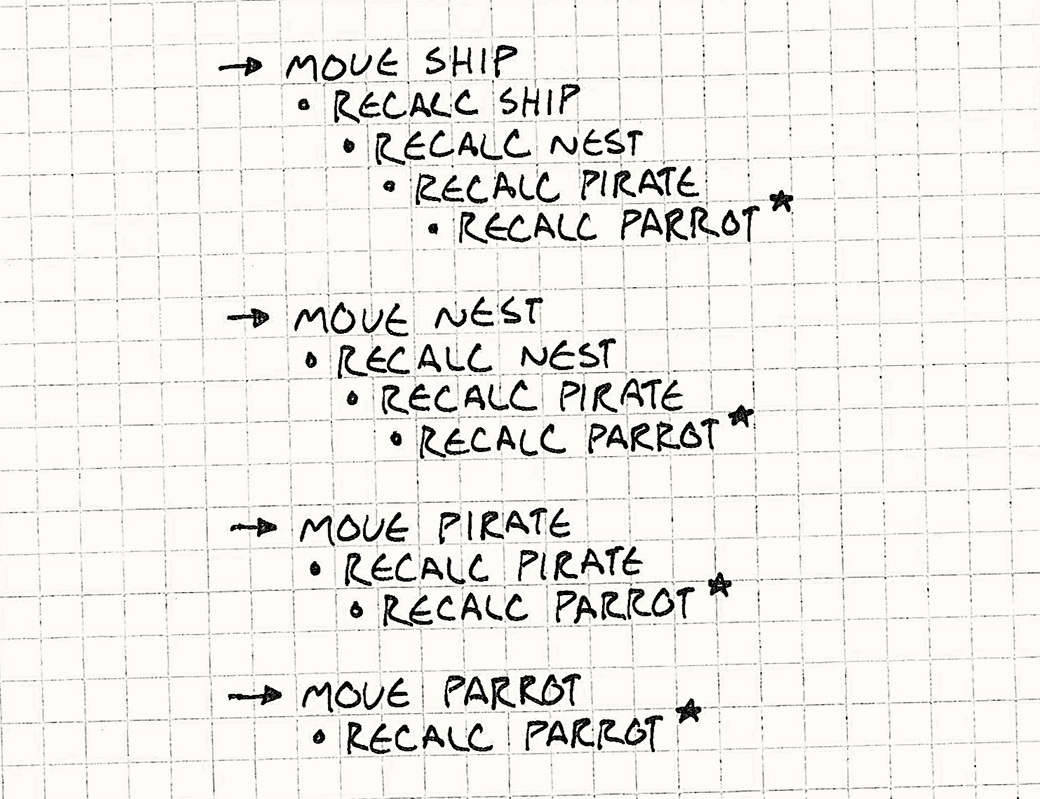 → MOVE SHIP
• RECALC SHIP
• RECALC NEST
• RECALC PIRATE
• RECALC PARROT ★
→ MOVE NEST
• RECALC NEST
• RECALC PIRATE
• RECALC PARROT ★
→ MOVE PIRATE
• RECALC PIRATE
• RECALC PARROT ★
→ MOVE PARROT
• RECALC PARROT ★